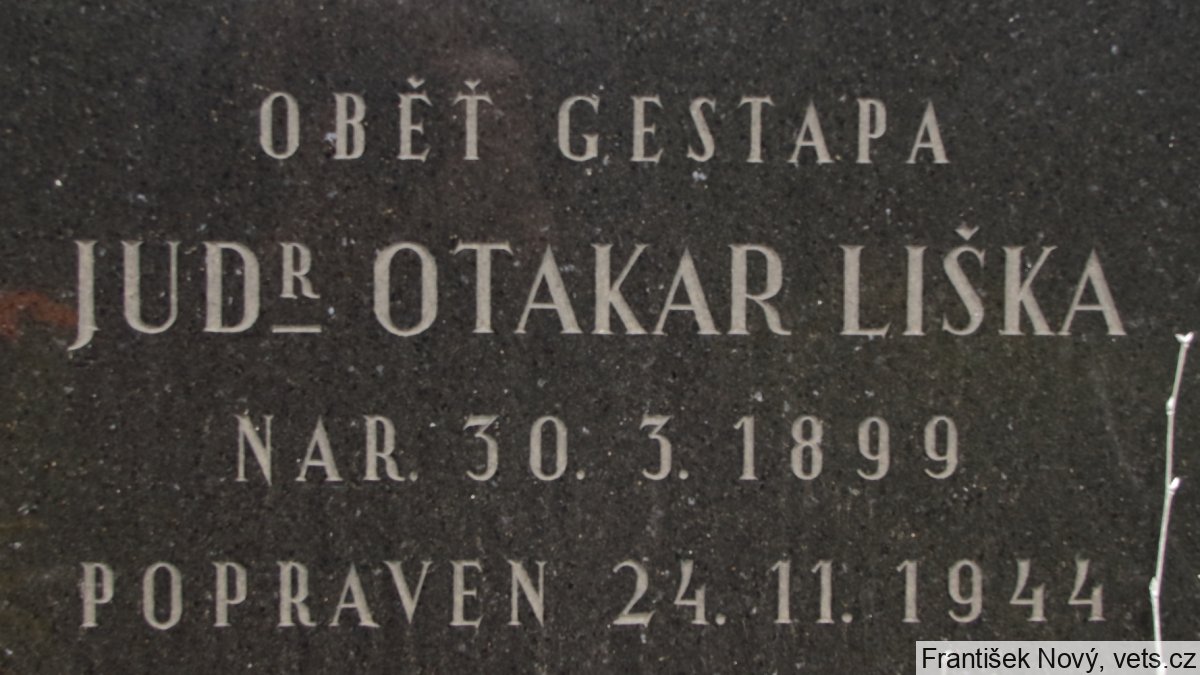 OBĚŤ GESTAPA
JUDR OTAKAR LIŠKA
NAR. 30. 3. 1899
POPRAVEN 24. 11. 1944
František Nový, vets.cz